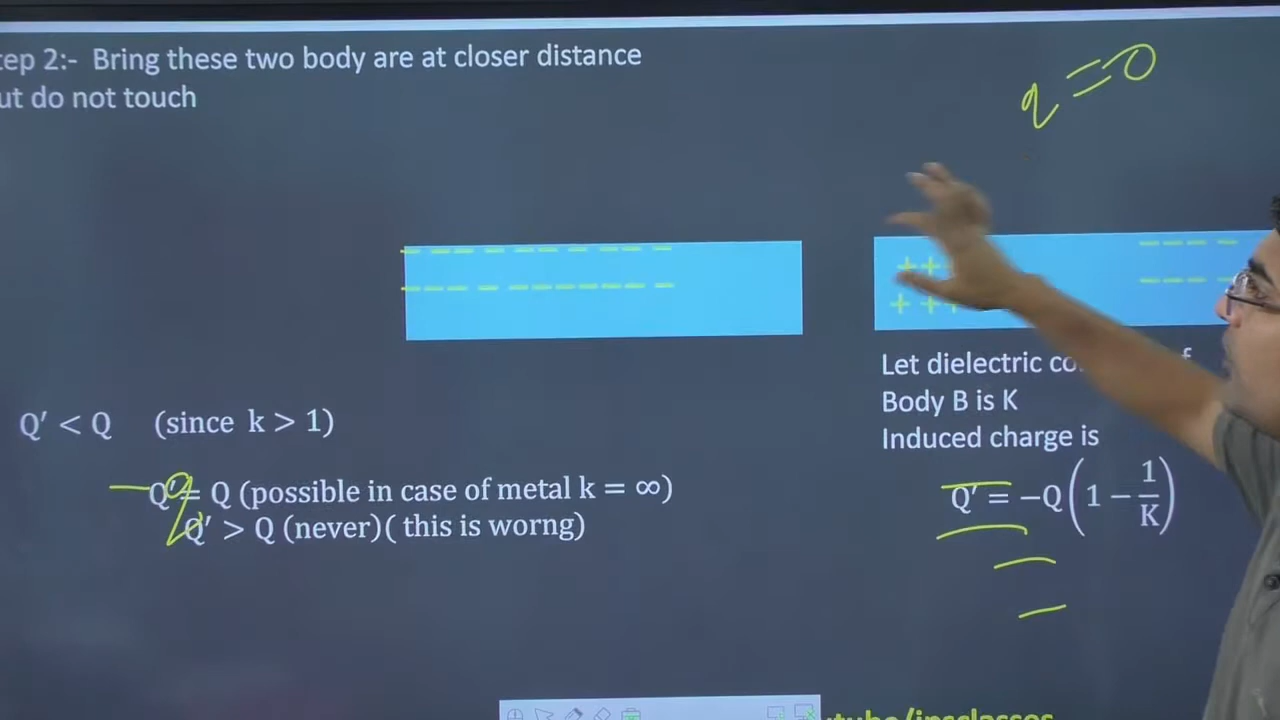 ep 2:- Bring these two body are at closer distance
ut do not touch
q = 0
Let dielectric
Body B is K
Induced charge is
Q′ = −Q(1 − 1/K)
Q′ < Q (since k > 1)
Q′ = Q (possible in case of metal k = ∞)
Q′ > Q (never)( this is worng)